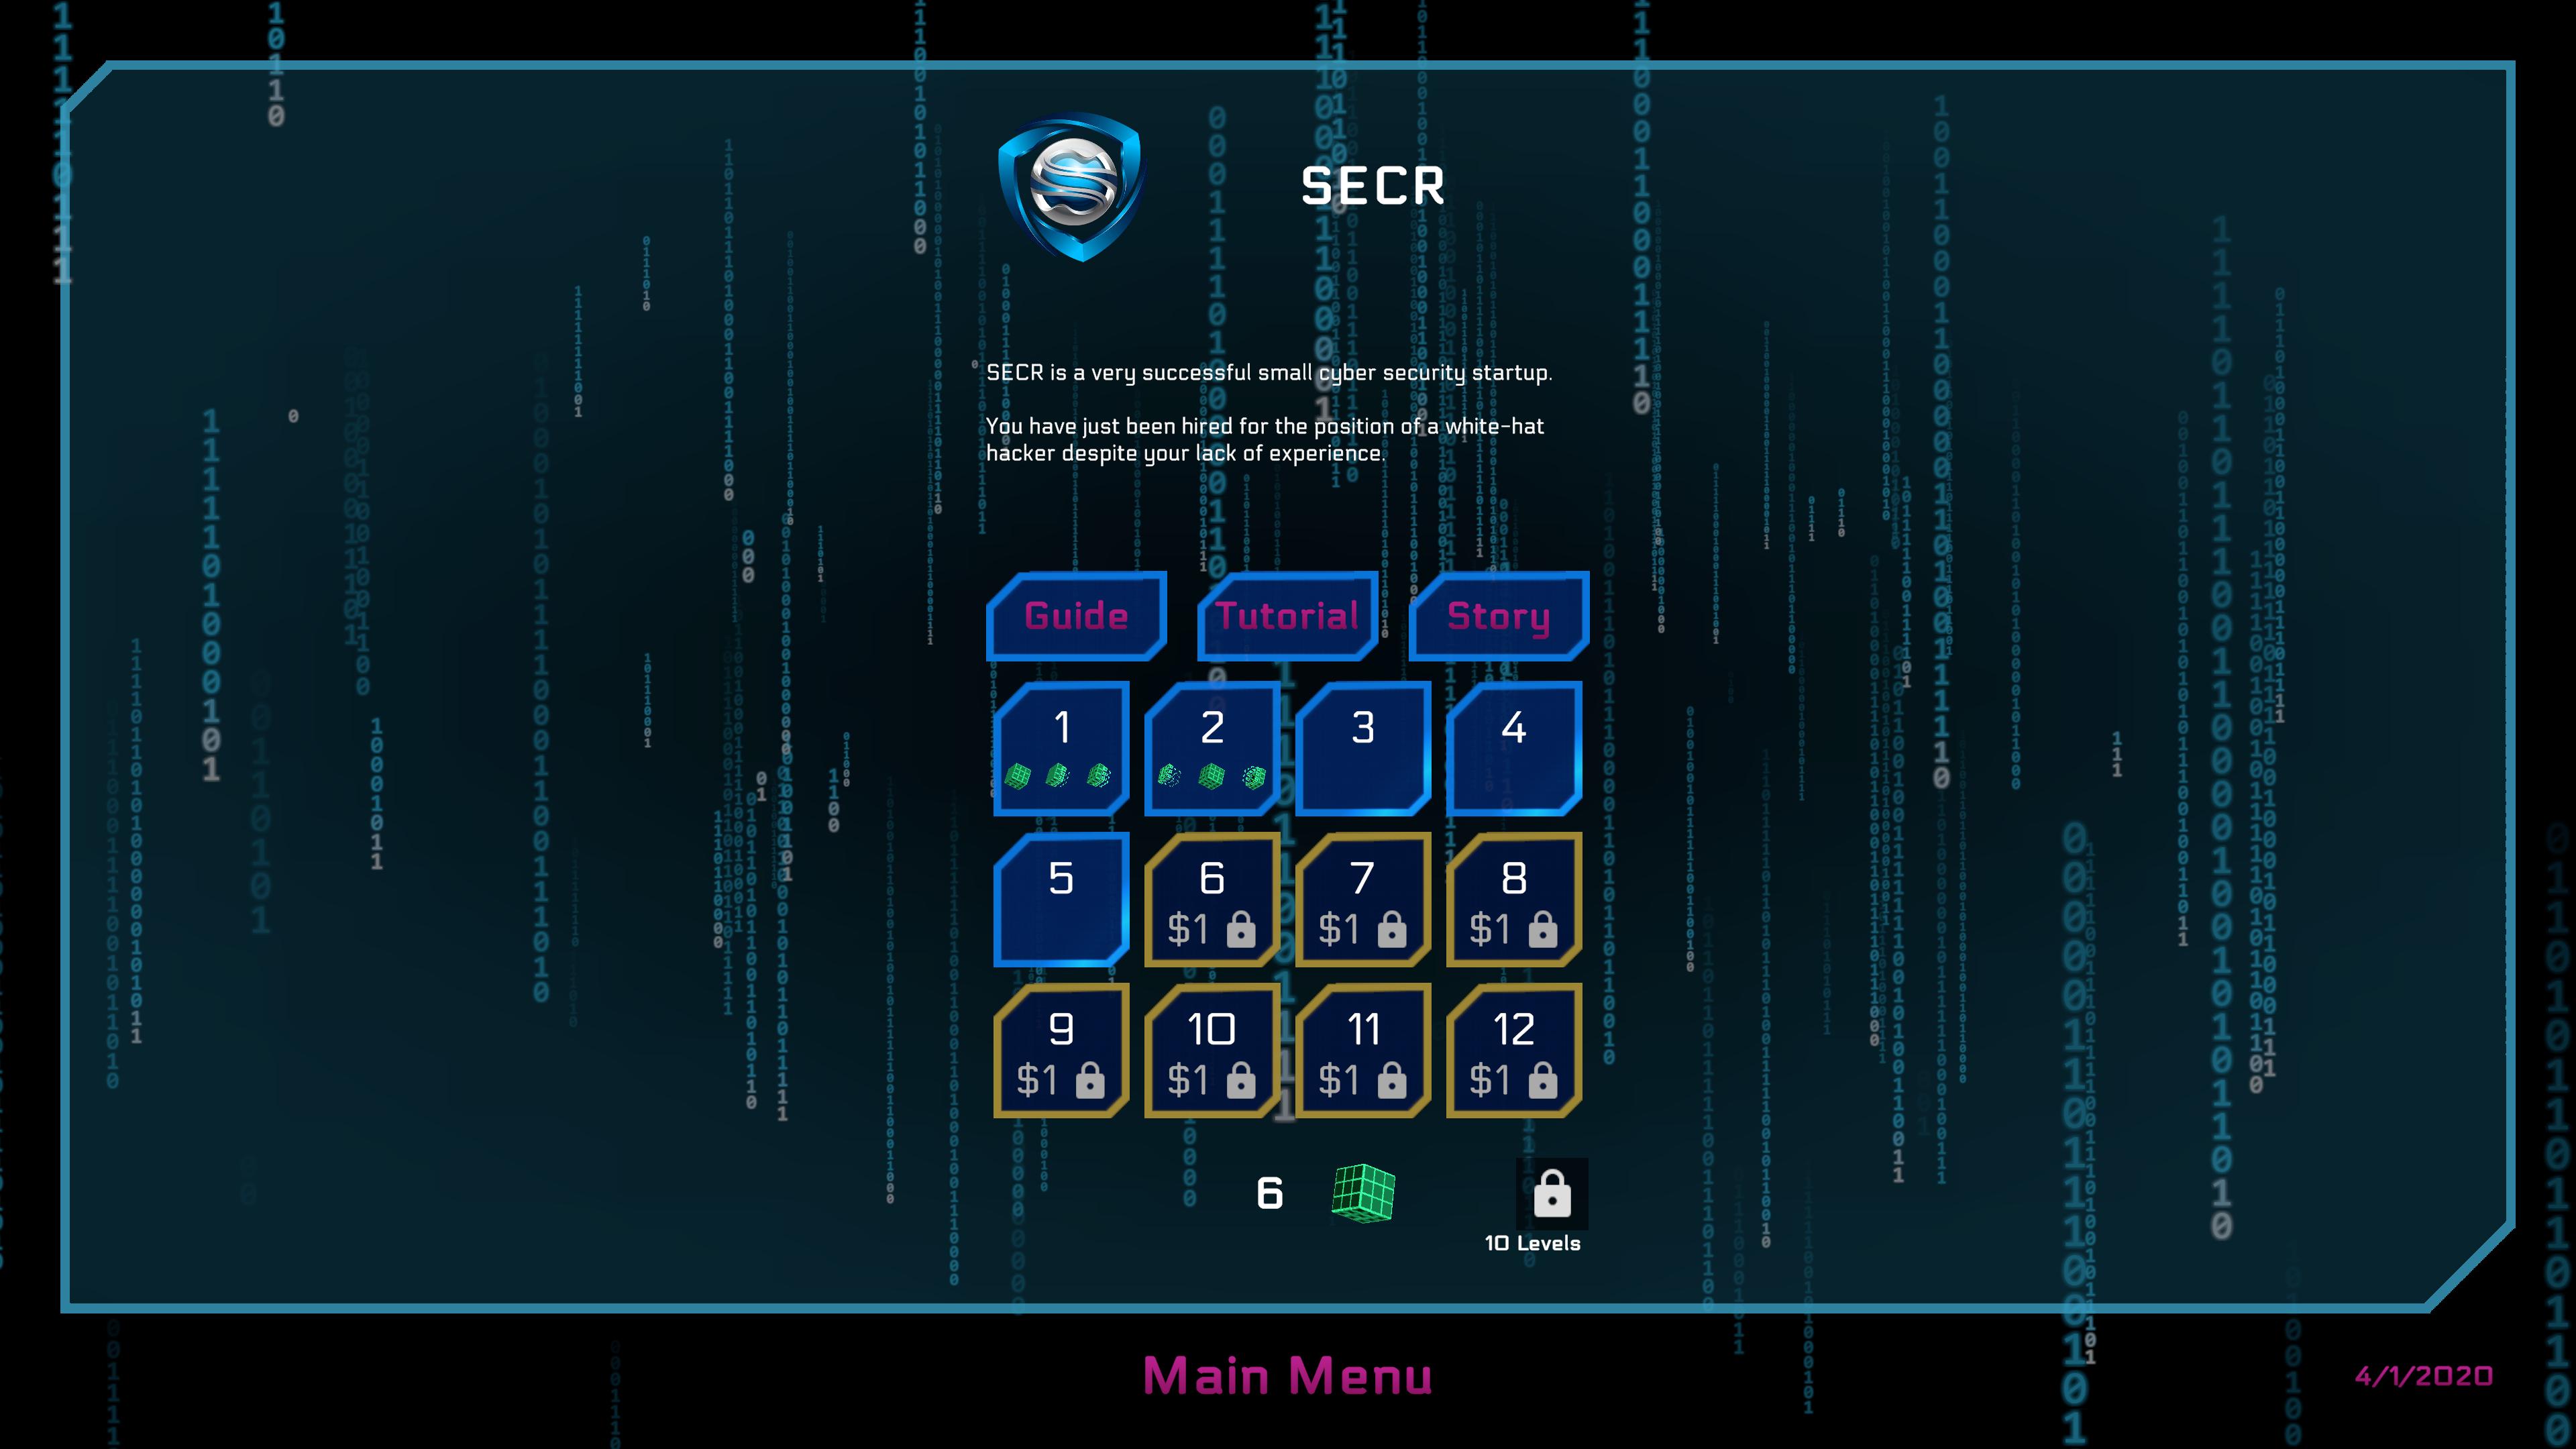 SECR
SECR is a very successful small cyber security startup.
You have just been hired for the position of a white-hat
hacker despite your lack of experience.
Guide Tutorial Story
1 2 3 4
5 6 7 8
$1 $1 $1
9 10 11 12
$1 $1 $1 $1
6
10 Levels
Main Menu
4/1/2020